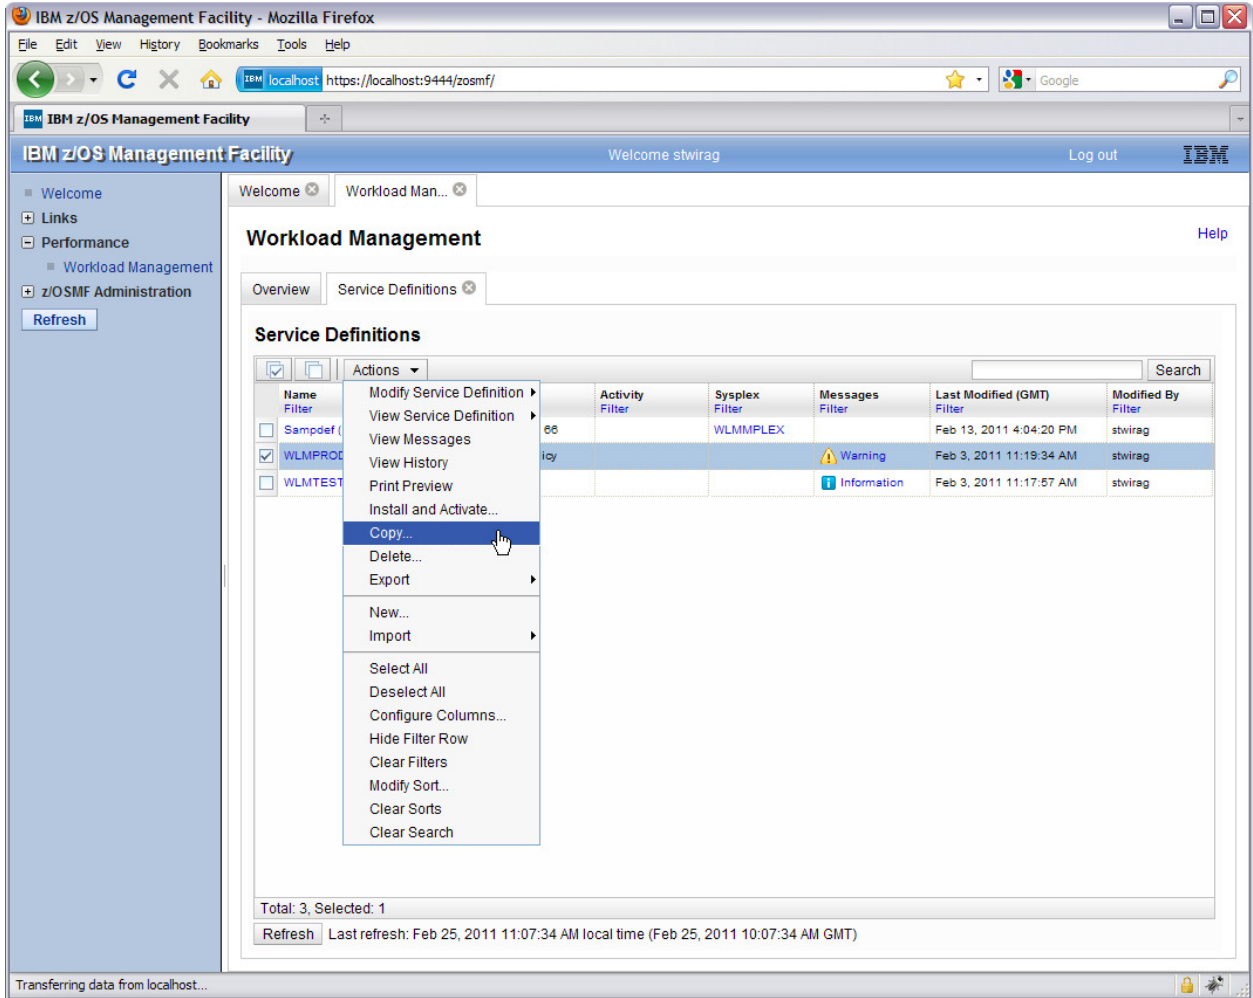 IBM z/OS Management Facility - Mozilla Firefox
File Edit View History Bookmarks Tools Help
IBM localhost https://localhost:9444/zosmf/ Google
IBM IBM z/OS Management Facility
IBM z/OS Management Facility Welcome stwirag Log out IBM
Welcome
Links
Performance
Workload Management
z/OSMF Administration
Refresh
Welcome Workload Man...
Workload Management Help
Overview Service Definitions
Service Definitions
Actions Search
Name Activity Sysplex Messages Last Modified (GMT) Modified By
Filter Filter Filter Filter Filter Filter
Sampdef ( 66 WLMMPLEX Feb 13, 2011 4:04:20 PM stwirag
WLMPROD icy Warning Feb 3, 2011 11:19:34 AM stwirag
WLMTEST Information Feb 3, 2011 11:17:57 AM stwirag
Modify Service Definition
View Service Definition
View Messages
View History
Print Preview
Install and Activate...
Copy...
Delete...
Export
New...
Import
Select All
Deselect All
Configure Columns...
Hide Filter Row
Clear Filters
Modify Sort...
Clear Sorts
Clear Search
Total: 3, Selected: 1
Refresh Last refresh: Feb 25, 2011 11:07:34 AM local time (Feb 25, 2011 10:07:34 AM GMT)
Transferring data from localhost...